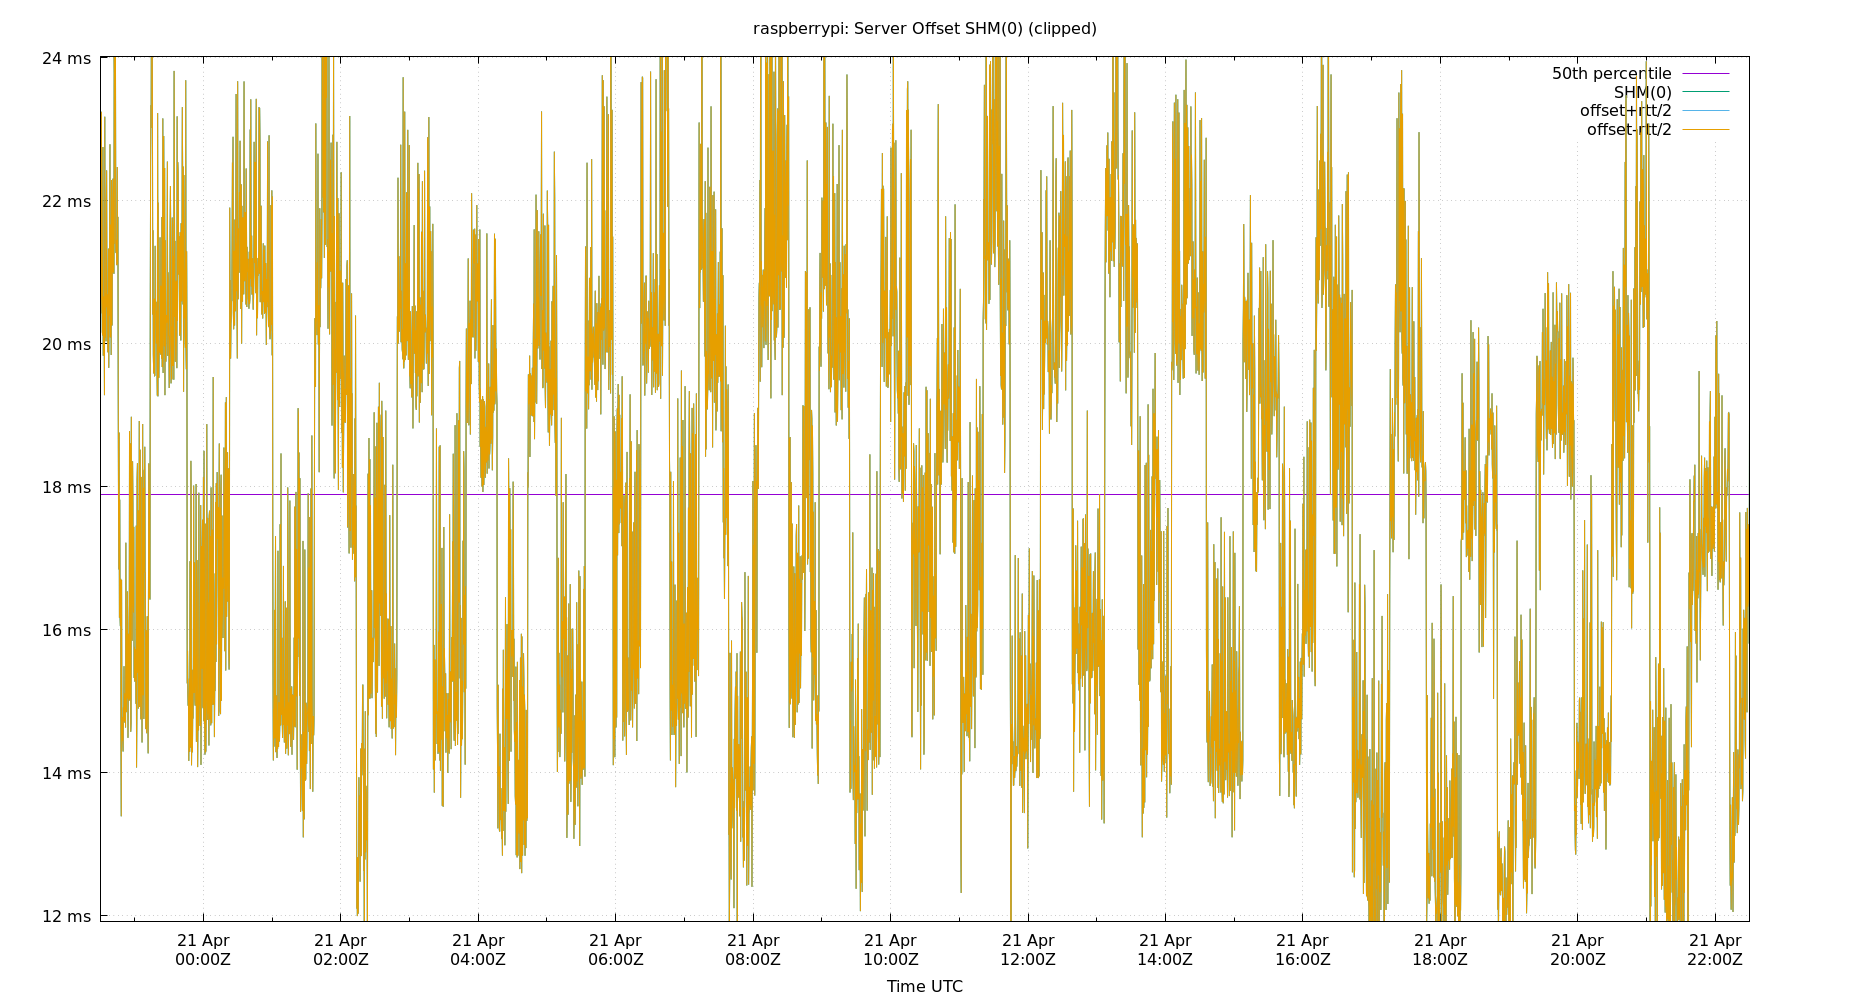 raspberrypi: Server Offset SHM(0) (clipped)
24 ms
22 ms
20 ms
18 ms
16 ms
14 ms
12 ms
50th percentile
SHM(0)
offset+rtt/2
offset-rtt/2
21 Apr 21 Apr 21 Apr 21 Apr 21 Apr 21 Apr 21 Apr 21 Apr 21 Apr 21 Apr 21 Apr 21 Apr
00:00Z 02:00Z 04:00Z 06:00Z 08:00Z 10:00Z 12:00Z 14:00Z 16:00Z 18:00Z 20:00Z 22:00Z
Time UTC